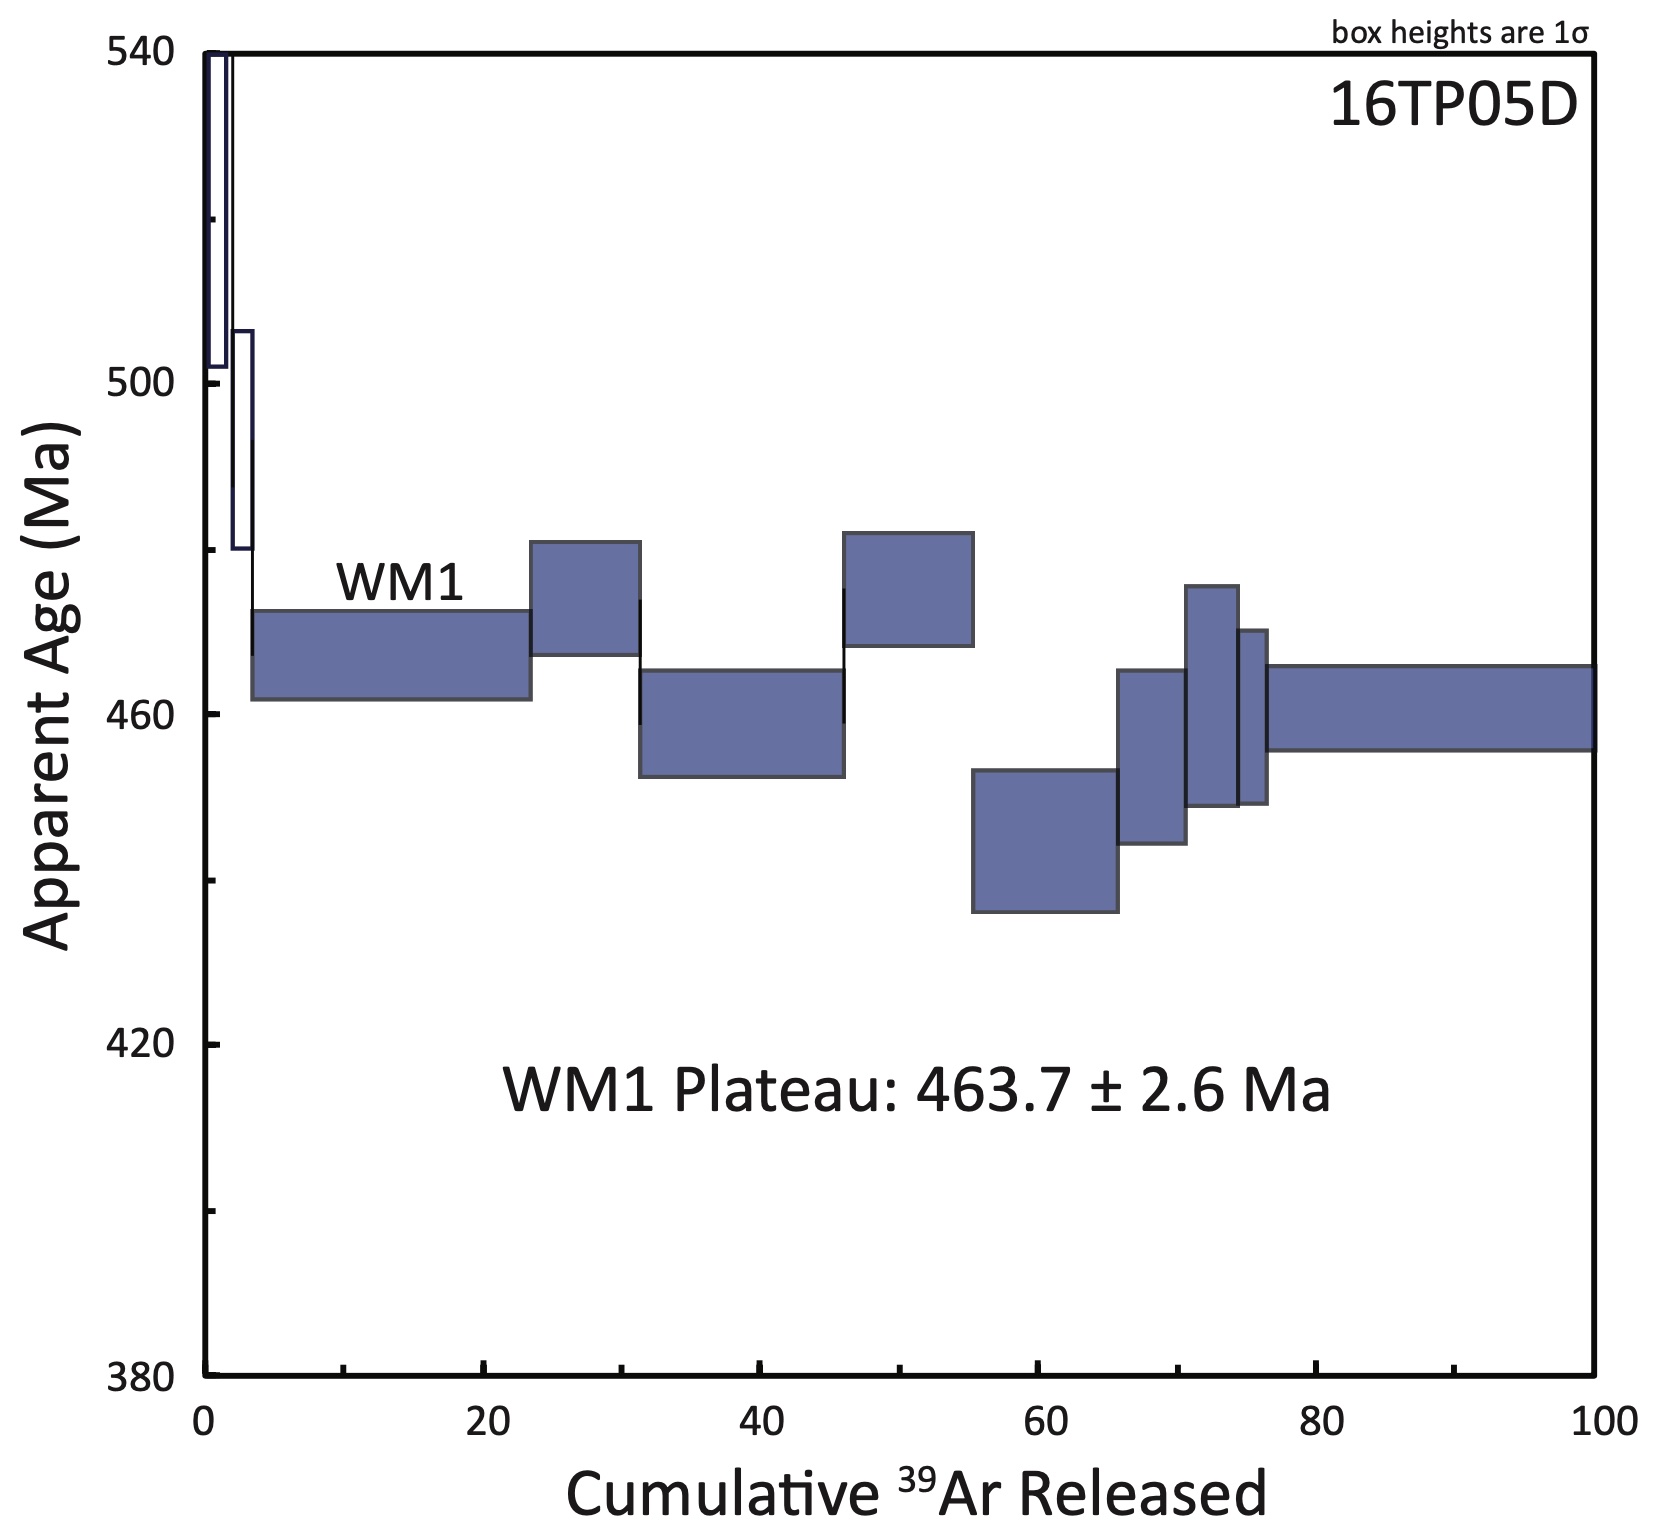 box heights are 1σ
16TP05D
540
500
460
420
380
Apparent Age (Ma)
WM1
WM1 Plateau: 463.7 ± 2.6 Ma
0 20 40 60 80 100
Cumulative ³⁹Ar Released